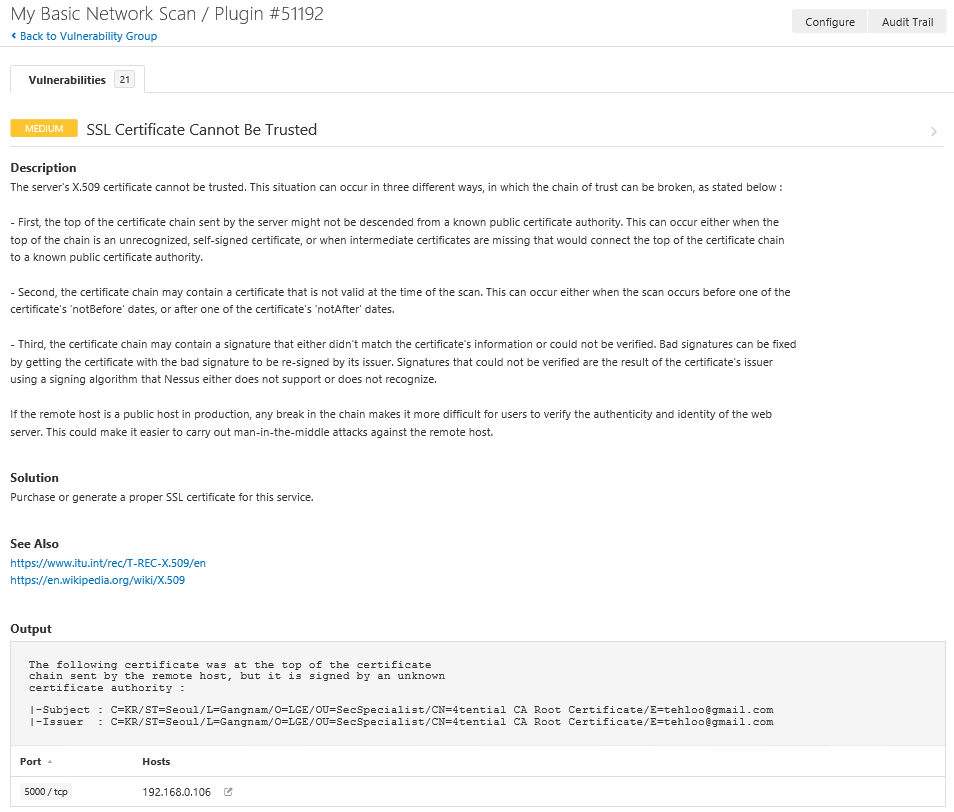 My Basic Network Scan / Plugin #51192
Configure
Audit Trail
Back to Vulnerability Group
Vulnerabilities 21
MEDIUM SSL Certificate Cannot Be Trusted
Description
The server's X.509 certificate cannot be trusted. This situation can occur in three different ways, in which the chain of trust can be broken, as stated below :
- First, the top of the certificate chain sent by the server might not be descended from a known public certificate authority. This can occur either when the
top of the chain is an unrecognized, self-signed certificate, or when intermediate certificates are missing that would connect the top of the certificate chain
to a known public certificate authority.
- Second, the certificate chain may contain a certificate that is not valid at the time of the scan. This can occur either when the scan occurs before one of the
certificate's 'notBefore' dates, or after one of the certificate's 'notAfter' dates.
- Third, the certificate chain may contain a signature that either didn't match the certificate's information or could not be verified. Bad signatures can be fixed
by getting the certificate with the bad signature to be re-signed by its issuer. Signatures that could not be verified are the result of the certificate's issuer
using a signing algorithm that Nessus either does not support or does not recognize.
If the remote host is a public host in production, any break in the chain makes it more difficult for users to verify the authenticity and identity of the web
server. This could make it easier to carry out man-in-the-middle attacks against the remote host.
Solution
Purchase or generate a proper SSL certificate for this service.
See Also
https://www.itu.int/rec/T-REC-X.509/en
https://en.wikipedia.org/wiki/X.509
Output
The following certificate was at the top of the certificate
chain sent by the remote host, but it is signed by an unknown
certificate authority :
|-Subject : C=KR/ST=Seoul/L=Gangnam/O=LGE/OU=SecSpecialist/CN=4tential CA Root Certificate/E=tehloo@gmail.com
|-Issuer  : C=KR/ST=Seoul/L=Gangnam/O=LGE/OU=SecSpecialist/CN=4tential CA Root Certificate/E=tehloo@gmail.com
Port Hosts
5000 / tcp 192.168.0.106